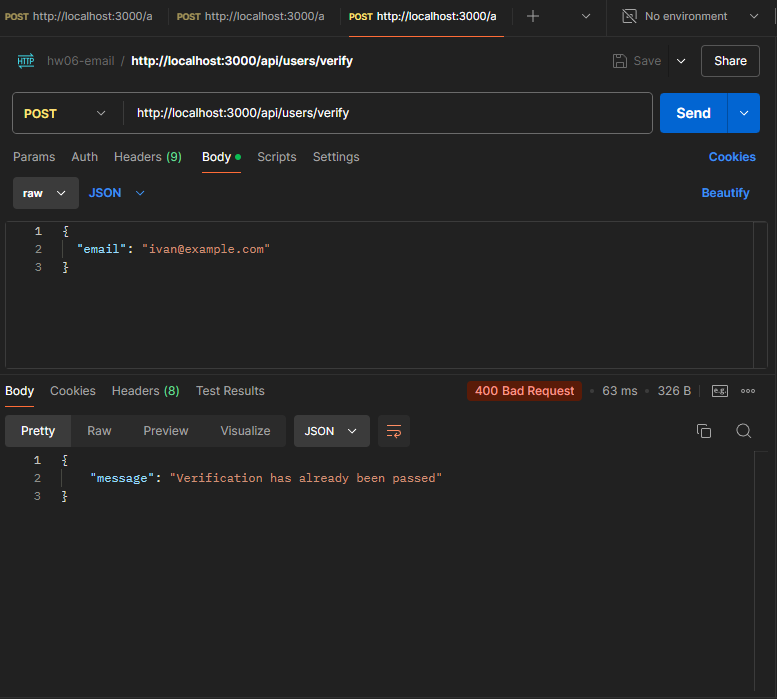 POST http://localhost:3000/a POST http://localhost:3000/a POST http://localhost:3000/a No environment
HTTP hw06-email / http://localhost:3000/api/users/verify Save Share
POST http://localhost:3000/api/users/verify Send
Params Auth Headers (9) Body Scripts Settings Cookies
raw JSON Beautify
1 {
2 "email": "ivan@example.com"
3 }
Body Cookies Headers (8) Test Results 400 Bad Request 63 ms 326 B e.g.
Pretty Raw Preview Visualize JSON
1 {
2 "message": "Verification has already been passed"
3 }